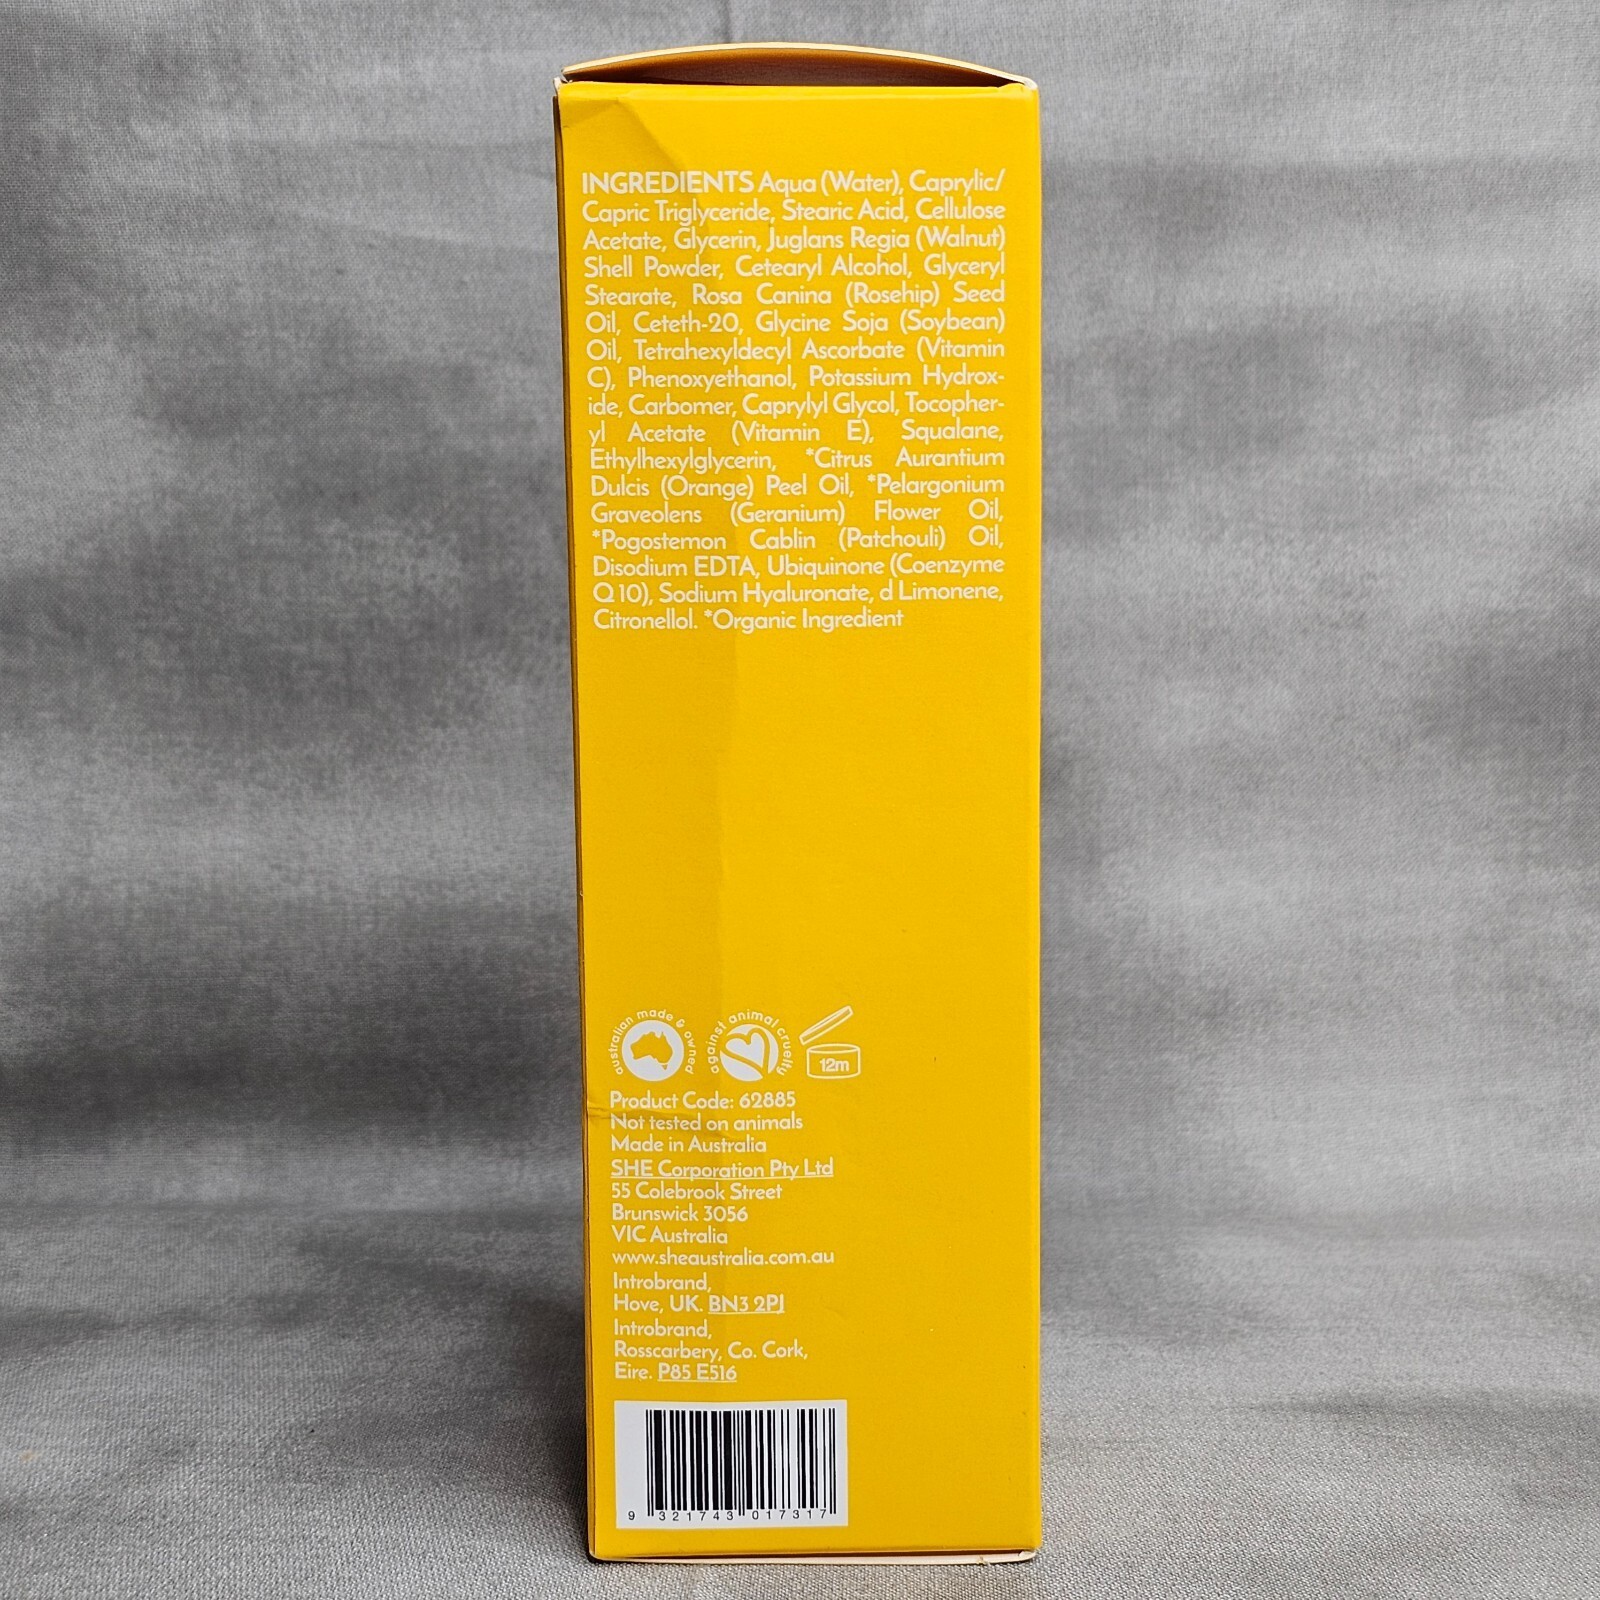 INGREDIENTS Aqua (Water), Caprylic/
Capric Triglyceride, Stearic Acid, Cellulose
Acetate, Glycerin, Juglans Regia (Walnut)
Shell Powder, Cetearyl Alcohol, Glyceryl
Stearate, Rosa Canina (Rosehip) Seed
Oil, Ceteth-20, Glycine Soja (Soybean)
Oil, Tetrahexyldecyl Ascorbate (Vitamin
C), Phenoxyethanol, Potassium Hydrox-
ide, Carbomer, Caprylyl Glycol, Tocopher-
yl Acetate (Vitamin E), Squalane,
Ethylhexylglycerin, *Citrus Aurantium
Dulcis (Orange) Peel Oil, *Pelargonium
Graveolens (Geranium) Flower Oil,
*Pogostemon Cablin (Patchouli) Oil,
Disodium EDTA, Ubiquinone (Coenzyme
Q10), Sodium Hyaluronate, d Limonene,
Citronellol. *Organic Ingredient
australian made & owned
against animal cruelty
12m
Product Code: 62885
Not tested on animals
Made in Australia
SHE Corporation Pty Ltd
55 Colebrook Street
Brunswick 3056
VIC Australia
www.sheaustralia.com.au
Introbrand,
Hove, UK. BN3 2PJ
Introbrand,
Rosscarbery, Co. Cork,
Eire. P85 E516
9 321743 017317